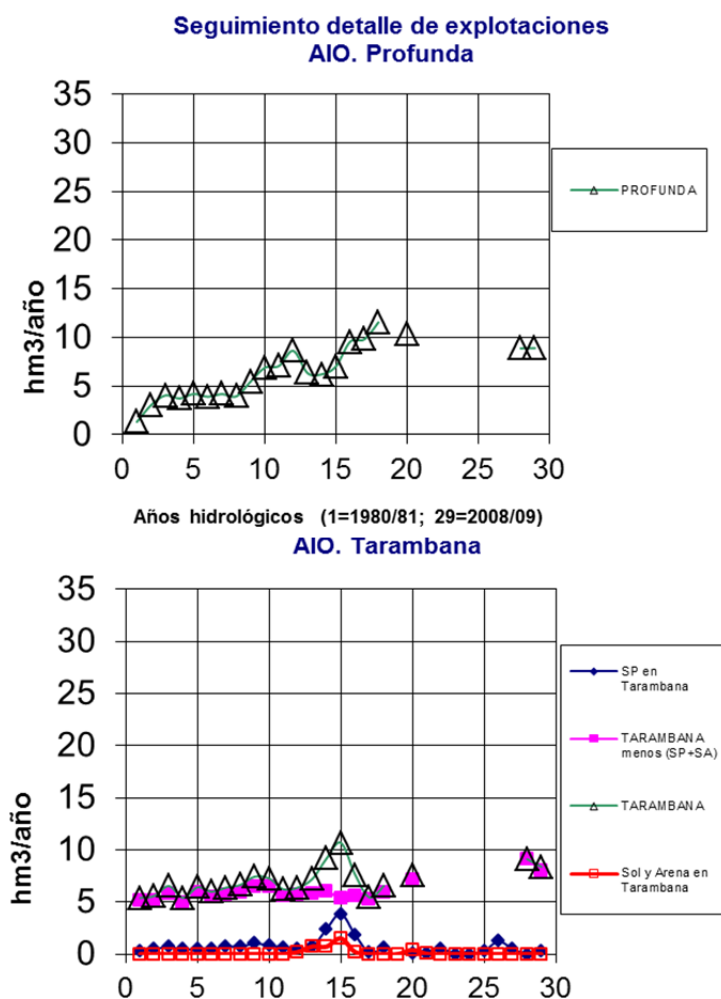 Seguimiento detalle de explotaciones
AIO. Profunda
35
30
25
20
15
10
5
0
hm3/año
0 5 10 15 20 25 30
PROFUNDA
Años hidrológicos (1=1980/81; 29=2008/09)
AIO. Tarambana
35
30
25
20
15
10
5
0
hm3/año
0 5 10 15 20 25 30
SP en
Tarambana
TARAMBANA
menos (SP+SA)
TARAMBANA
Sol y Arena en
Tarambana